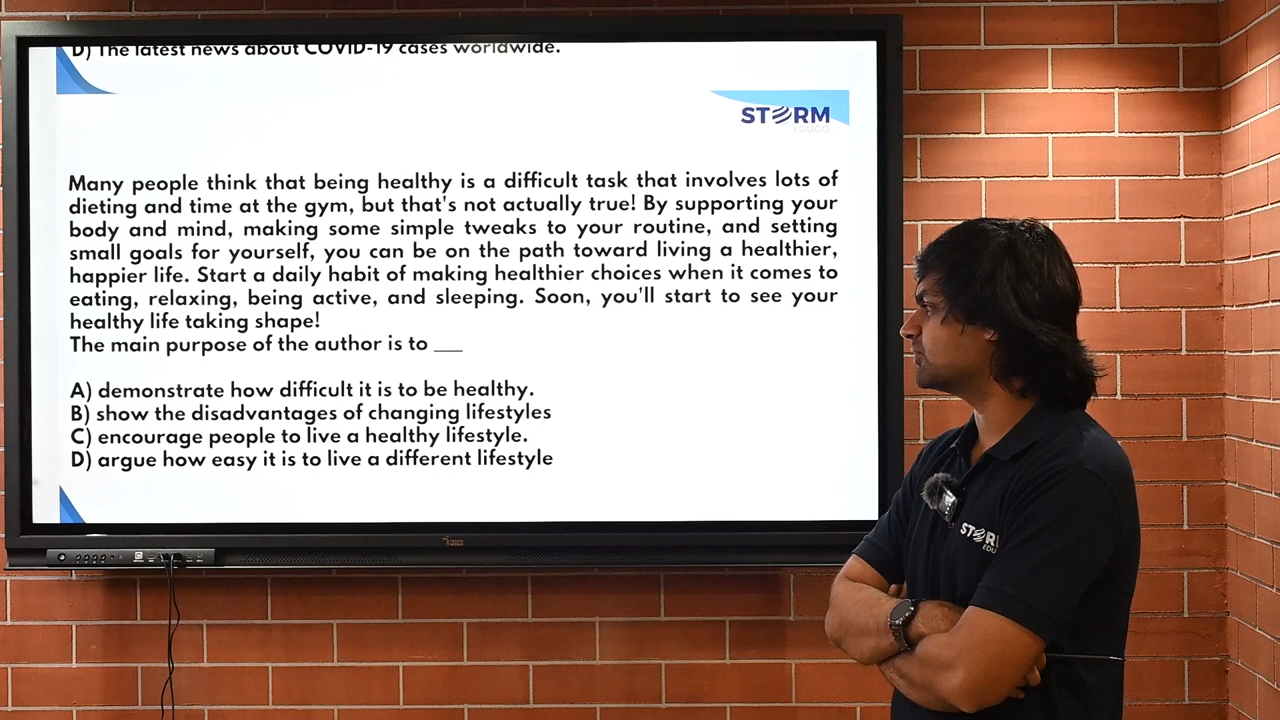 D) The latest news about COVID-19 cases worldwide.
STORM
EDUGO
Many people think that being healthy is a difficult task that involves lots of
dieting and time at the gym, but that's not actually true! By supporting your
body and mind, making some simple tweaks to your routine, and setting
small goals for yourself, you can be on the path toward living a healthier,
happier life. Start a daily habit of making healthier choices when it comes to
eating, relaxing, being active, and sleeping. Soon, you'll start to see your
healthy life taking shape!
The main purpose of the author is to ___
A) demonstrate how difficult it is to be healthy.
B) show the disadvantages of changing lifestyles
C) encourage people to live a healthy lifestyle.
D) argue how easy it is to live a different lifestyle
STOR
EDU